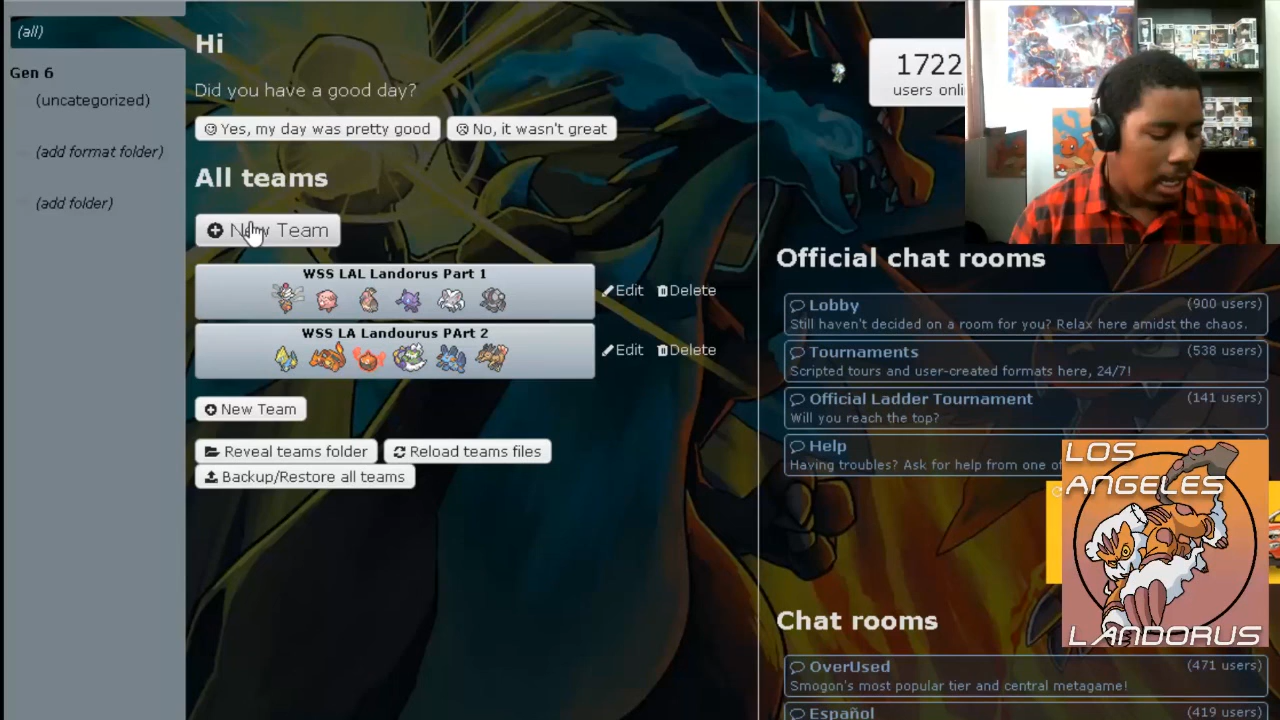 (all)
Gen 6
(uncategorized)
(add format folder)
(add folder)
Hi
Did you have a good day?
Yes, my day was pretty good
No, it wasn't great
All teams
New Team
WSS LAL Landorus Part 1
Edit Delete
WSS LA Landourus PArt 2
Edit Delete
New Team
Reveal teams folder
Reload teams files
Backup/Restore all teams
1722
users onli
Official chat rooms
Lobby (900 users)
Still haven't decided on a room for you? Relax here amidst the chaos.
Tournaments (538 users)
Scripted tours and user-created formats here, 24/7!
Official Ladder Tournament (141 users)
Will you reach the top?
Help
Having troubles? Ask for help from one of
LOS
ANGELES
LANDORUS
Chat rooms
OverUsed (471 users)
Smogon's most popular tier and central metagame!
Español (419 users)